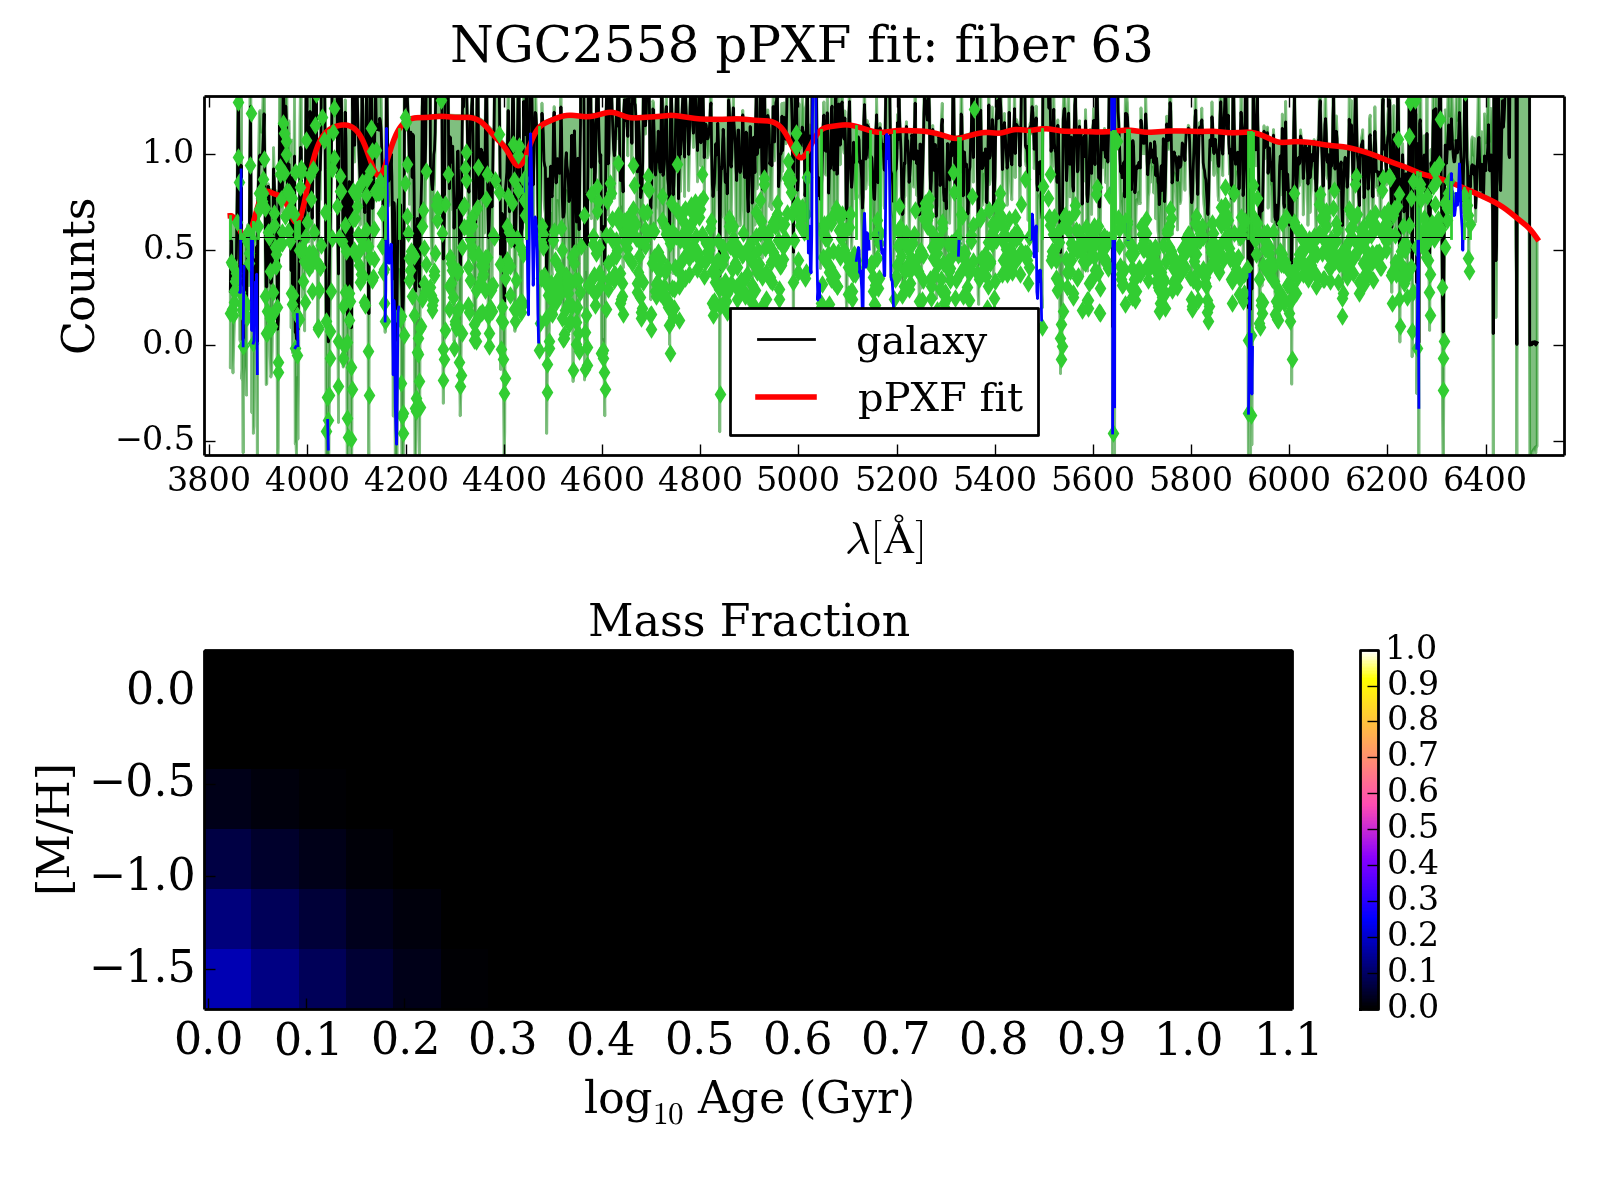 NGC2558 pPXF fit: fiber 63
Counts
1.0
0.5
0.0
−0.5
galaxy
pPXF fit
3800 4000 4200 4400 4600 4800 5000 5200 5400 5600 5800 6000 6200 6400
λ[Å]
Mass Fraction
[M/H]
0.0
−0.5
−1.0
−1.5
0.0 0.1 0.2 0.3 0.4 0.5 0.6 0.7 0.8 0.9 1.0 1.1
log₁₀ Age (Gyr)
1.0
0.9
0.8
0.7
0.6
0.5
0.4
0.3
0.2
0.1
0.0